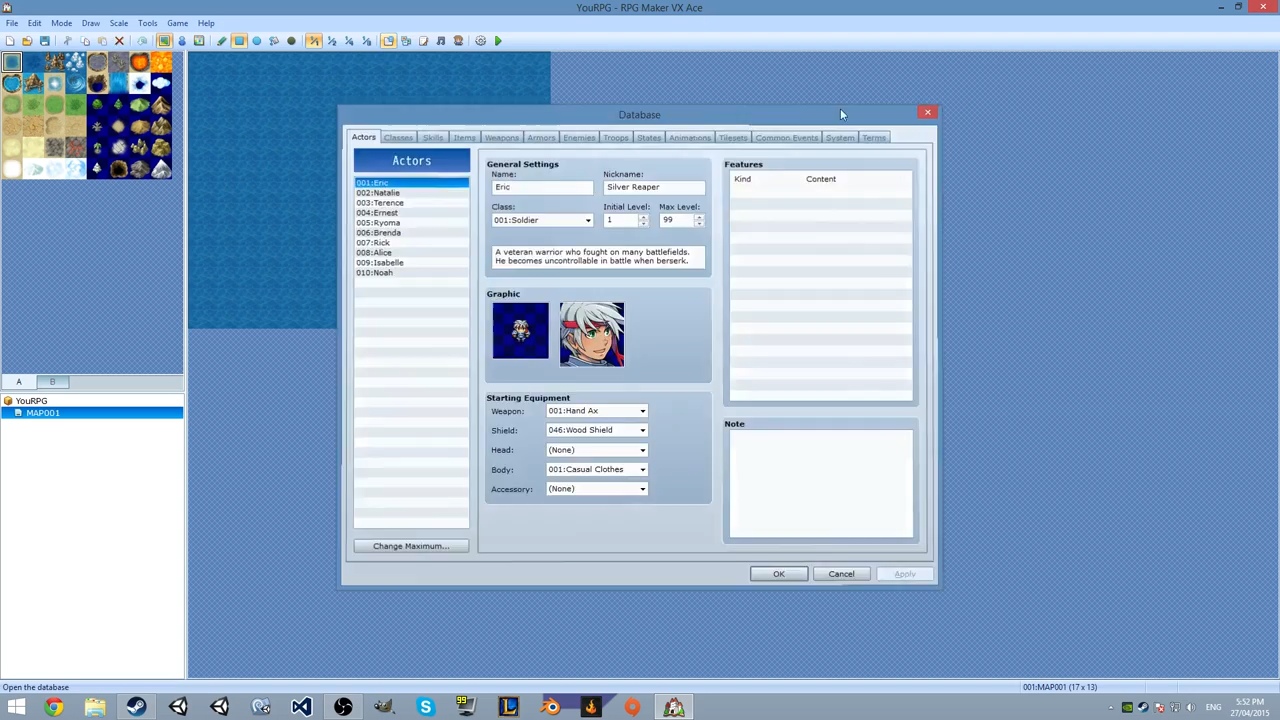 YouRPG - RPG Maker VX Ace
File Edit Mode Draw Scale Tools Game Help
Database
Actors Classes Skills Items Weapons Armors Enemies Troops States Animations Tilesets Common Events System Terms
Actors
001:Eric
002:Natalie
003:Terence
004:Ernest
005:Ryoma
006:Brenda
007:Rick
008:Alice
009:Isabelle
010:Noah
Change Maximum...
General Settings
Name: Nickname:
Eric Silver Reaper
Class: Initial Level: Max Level:
001:Soldier 1 99
A veteran warrior who fought on many battlefields.
He becomes uncontrollable in battle when berserk.
Graphic
Starting Equipment
Weapon: 001:Hand Ax
Shield: 046:Wood Shield
Head: (None)
Body: 001:Casual Clothes
Accessory: (None)
Features
Kind Content
Note
OK Cancel Apply
A B
YouRPG
MAP001
Open the database 001:MAP001 (17 x 13)
99
ENG
5:52 PM
27/04/2015